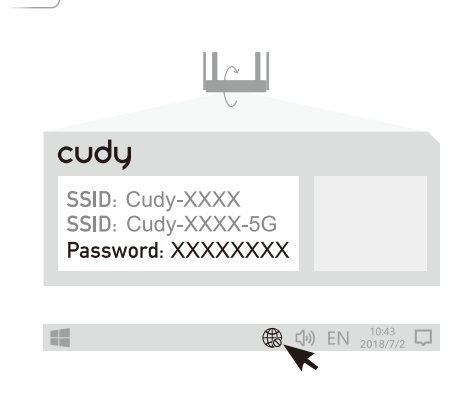 cudy
SSID: Cudy-XXXX
SSID: Cudy-XXXX-5G
Password: XXXXXXXX
EN
10:43
2018/7/2